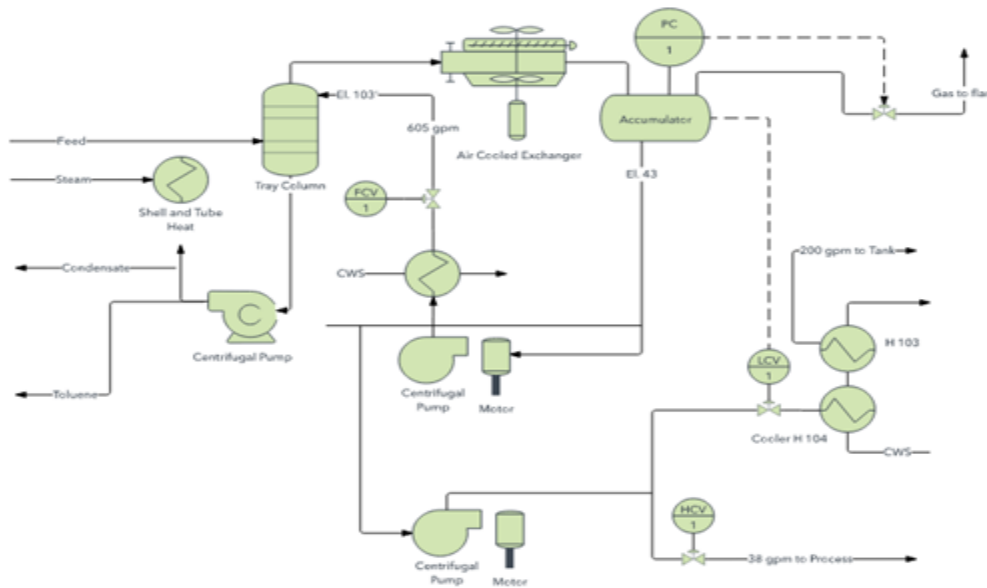 PC
1
El. 103'
605 gpm
Gas to flar
Accumulator
Feed
Air Cooled Exchanger
Steam
Tray Column
El. 43
FCV
1
Shell and Tube
Heat
200 gpm to Tank
Condensate
CWS
H 103
Centrifugal Pump
LCV
1
Toluene
Centrifugal
Pump
Motor
Cooler H 104
CWS
HCV
1
38 gpm to Process
Centrifugal
Pump
Motor